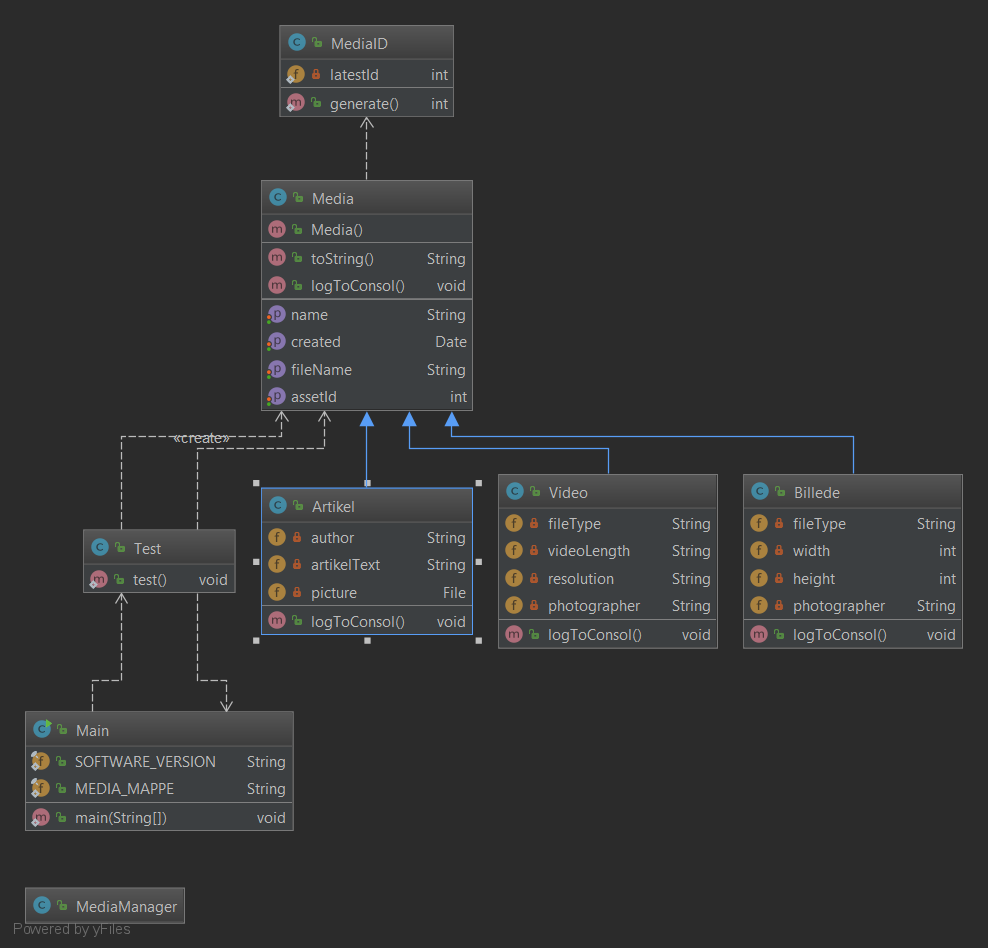 MediaID
latestId int
generate() int
Media
Media()
toString() String
logToConsol() void
name String
created Date
fileName String
assetId int
«create»
Artikel
author String
artikelText String
picture File
logToConsol() void
Video
fileType String
videoLength String
resolution String
photographer String
logToConsol() void
Billede
fileType String
width int
height int
photographer String
logToConsol() void
Test
test() void
Main
SOFTWARE_VERSION String
MEDIA_MAPPE String
main(String[]) void
MediaManager
Powered by yFiles